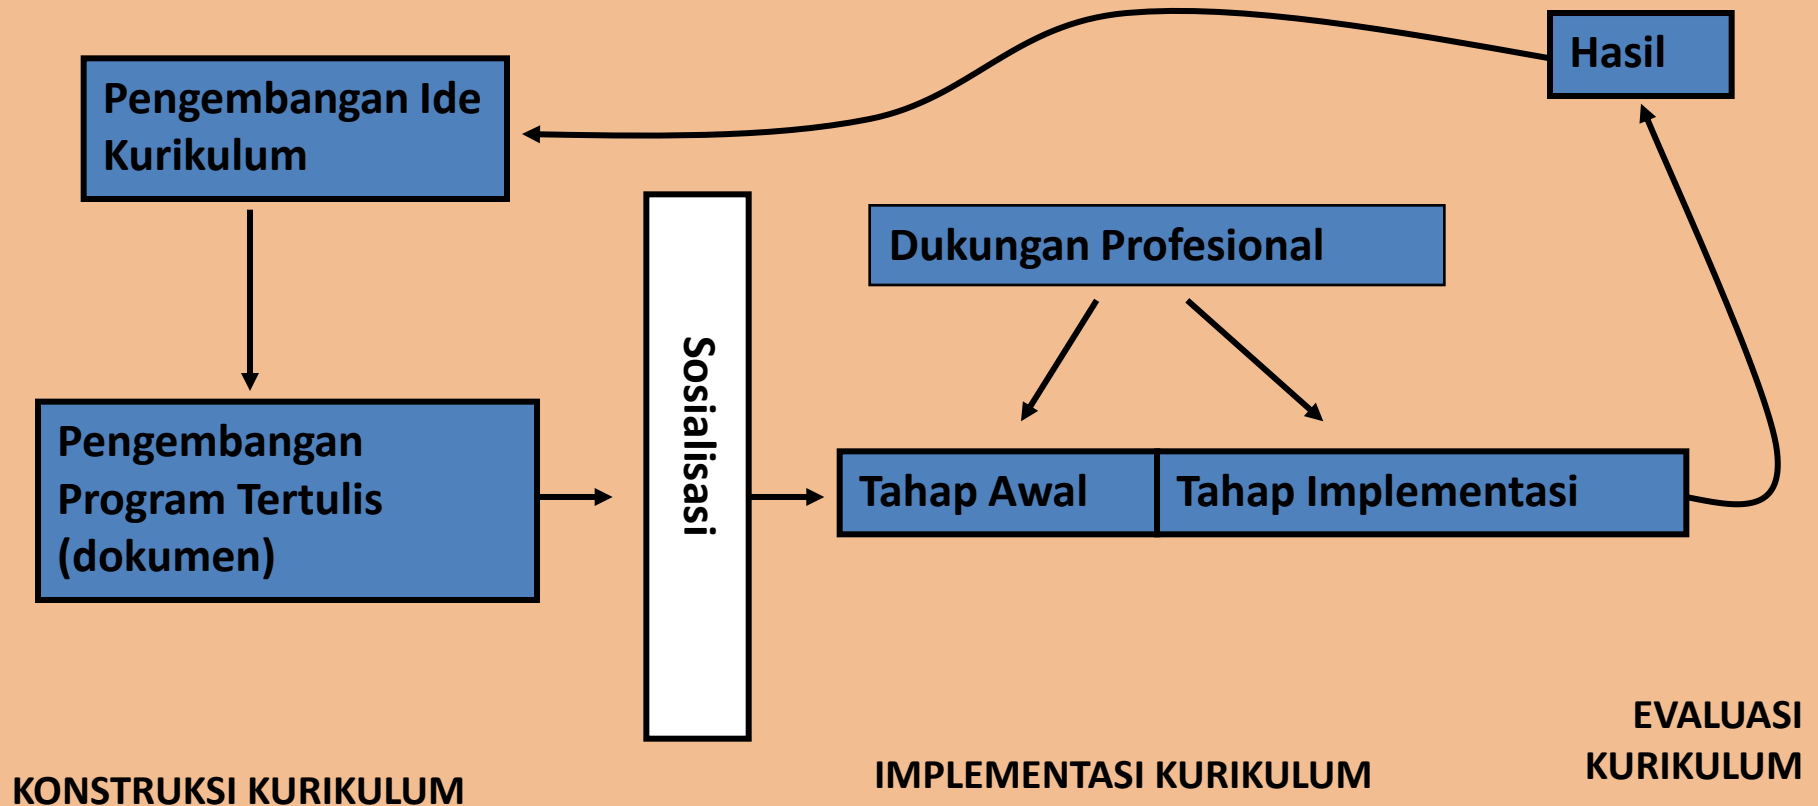 Hasil
Pengembangan Ide
Kurikulum
Dukungan Profesional
Pengembangan
Program Tertulis
(dokumen)
Sosialisasi
Tahap Awal
Tahap Implementasi
KONSTRUKSI KURIKULUM
IMPLEMENTASI KURIKULUM
EVALUASI
KURIKULUM